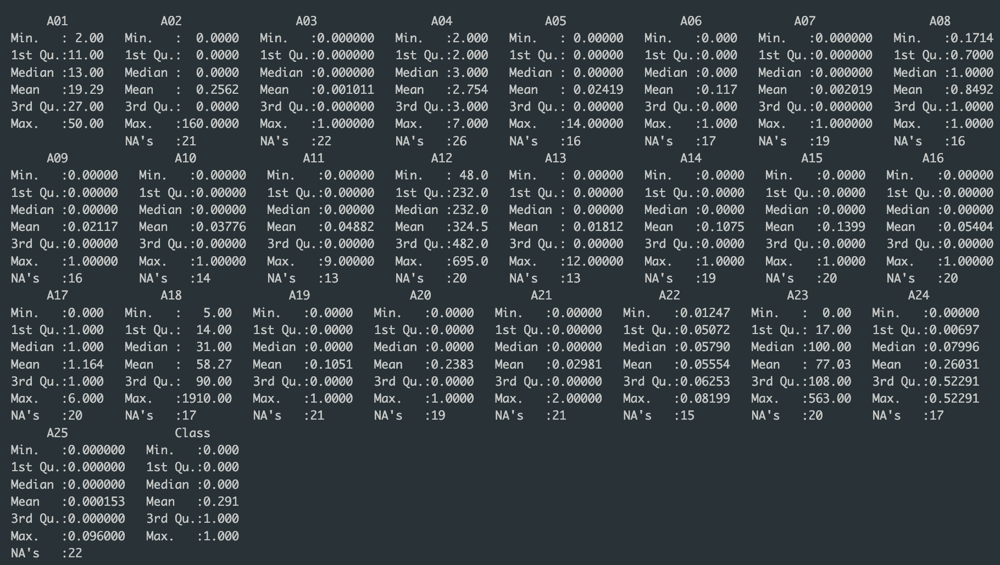 A01 A02 A03 A04 A05 A06 A07 A08
Min. : 2.00 Min. : 0.0000 Min. :0.000000 Min. :2.000 Min. : 0.00000 Min. :0.000 Min. :0.000000 Min. :0.1714
1st Qu.:11.00 1st Qu.: 0.0000 1st Qu.:0.000000 1st Qu.:2.000 1st Qu.: 0.00000 1st Qu.:0.000 1st Qu.:0.000000 1st Qu.:0.7000
Median :13.00 Median : 0.0000 Median :0.000000 Median :3.000 Median : 0.00000 Median :0.000 Median :0.000000 Median :1.0000
Mean :19.29 Mean : 0.2562 Mean :0.001011 Mean :2.754 Mean : 0.02419 Mean :0.117 Mean :0.002019 Mean :0.8492
3rd Qu.:27.00 3rd Qu.: 0.0000 3rd Qu.:0.000000 3rd Qu.:3.000 3rd Qu.: 0.00000 3rd Qu.:0.000 3rd Qu.:0.000000 3rd Qu.:1.0000
Max. :50.00 Max. :160.0000 Max. :1.000000 Max. :7.000 Max. :14.00000 Max. :1.000 Max. :1.000000 Max. :1.0000
NA's :21 NA's :22 NA's :26 NA's :16 NA's :17 NA's :19 NA's :16
A09 A10 A11 A12 A13 A14 A15 A16
Min. :0.00000 Min. :0.00000 Min. :0.00000 Min. : 48.0 Min. : 0.00000 Min. :0.0000 Min. :0.0000 Min. :0.00000
1st Qu.:0.00000 1st Qu.:0.00000 1st Qu.:0.00000 1st Qu.:232.0 1st Qu.: 0.00000 1st Qu.:0.0000 1st Qu.:0.0000 1st Qu.:0.00000
Median :0.00000 Median :0.00000 Median :0.00000 Median :232.0 Median : 0.00000 Median :0.0000 Median :0.0000 Median :0.00000
Mean :0.02117 Mean :0.03776 Mean :0.04882 Mean :324.5 Mean : 0.01812 Mean :0.1075 Mean :0.1399 Mean :0.05404
3rd Qu.:0.00000 3rd Qu.:0.00000 3rd Qu.:0.00000 3rd Qu.:482.0 3rd Qu.: 0.00000 3rd Qu.:0.0000 3rd Qu.:0.0000 3rd Qu.:0.00000
Max. :1.00000 Max. :1.00000 Max. :9.00000 Max. :695.0 Max. :12.00000 Max. :1.0000 Max. :1.0000 Max. :1.00000
NA's :16 NA's :14 NA's :13 NA's :20 NA's :13 NA's :19 NA's :20 NA's :20
A17 A18 A19 A20 A21 A22 A23 A24
Min. :0.000 Min. : 5.00 Min. :0.0000 Min. :0.0000 Min. :0.00000 Min. :0.01247 Min. : 0.00 Min. :0.00000
1st Qu.:1.000 1st Qu.: 14.00 1st Qu.:0.0000 1st Qu.:0.0000 1st Qu.:0.00000 1st Qu.:0.05072 1st Qu.: 17.00 1st Qu.:0.00697
Median :1.000 Median : 31.00 Median :0.0000 Median :0.0000 Median :0.00000 Median :0.05790 Median :100.00 Median :0.07996
Mean :1.164 Mean : 58.27 Mean :0.1051 Mean :0.2383 Mean :0.02981 Mean :0.05554 Mean : 77.03 Mean :0.26031
3rd Qu.:1.000 3rd Qu.: 90.00 3rd Qu.:0.0000 3rd Qu.:0.0000 3rd Qu.:0.00000 3rd Qu.:0.06253 3rd Qu.:108.00 3rd Qu.:0.52291
Max. :6.000 Max. :1910.00 Max. :1.0000 Max. :1.0000 Max. :2.00000 Max. :0.08199 Max. :563.00 Max. :0.52291
NA's :20 NA's :17 NA's :21 NA's :19 NA's :21 NA's :15 NA's :20 NA's :17
A25 Class
Min. :0.000000 Min. :0.000
1st Qu.:0.000000 1st Qu.:0.000
Median :0.000000 Median :0.000
Mean :0.000153 Mean :0.291
3rd Qu.:0.000000 3rd Qu.:1.000
Max. :0.096000 Max. :1.000
NA's :22